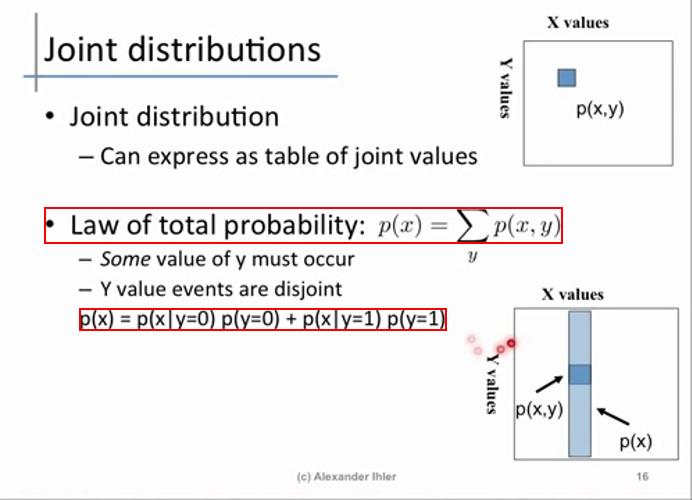 Joint distributions
X values
Y values
p(x,y)
• Joint distribution
– Can express as table of joint values
• Law of total probability: p(x) = ∑ p(x, y)
y
– Some value of y must occur
– Y value events are disjoint
p(x) = p(x|y=0) p(y=0) + p(x|y=1) p(y=1)
X values
Y values
p(x,y)
p(x)
(c) Alexander Ihler
16